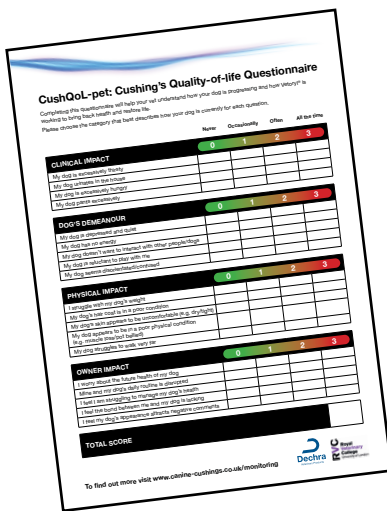 CushQoL-pet: Cushing's Quality-of-life Questionnaire
Completing this questionnaire will help your vet understand how your dog is progressing and how Vetoryl® is
working to bring back health and restore life.
Please choose the category that best describes how your dog is currently for each question.
Never Occasionally Often All the time
CLINICAL IMPACT 0 1 2 3
My dog is excessively thirsty
My dog urinates in the house
My dog is excessively hungry
My dog pants excessively
DOG'S DEMEANOUR 0 1 2 3
My dog is depressed and quiet
My dog has no energy
My dog doesn't want to interact with other people/dogs
My dog is reluctant to play with me
My dog seems disorientated/confused
PHYSICAL IMPACT 0 1 2 3
I struggle with my dog's weight
My dog's hair coat is in a poor condition
My dog's skin appears to be uncomfortable (e.g. dry/tight)
My dog appears to be in a poor physical condition
(e.g. muscle loss/pot bellied)
My dog struggles to walk very far
OWNER IMPACT 0 1 2 3
I worry about the future health of my dog
Mine and my dog's daily routine is disrupted
I feel I am struggling to manage my dog's health
I feel the bond between me and my dog is lacking
I feel my dog's appearance attracts negative comments
TOTAL SCORE
Dechra
RVC Royal
Veterinary
College
To find out more visit www.canine-cushings.co.uk/monitoring